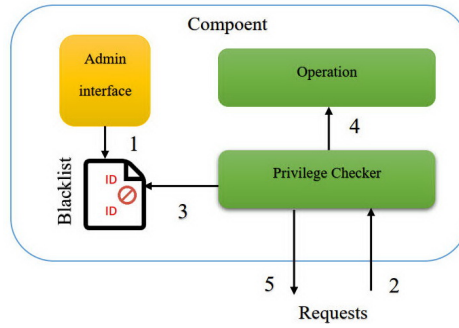 Compoent
Admin
interface
Operation
1
4
Blacklist
ID
ID
Privilege Checker
3
5
2
Requests